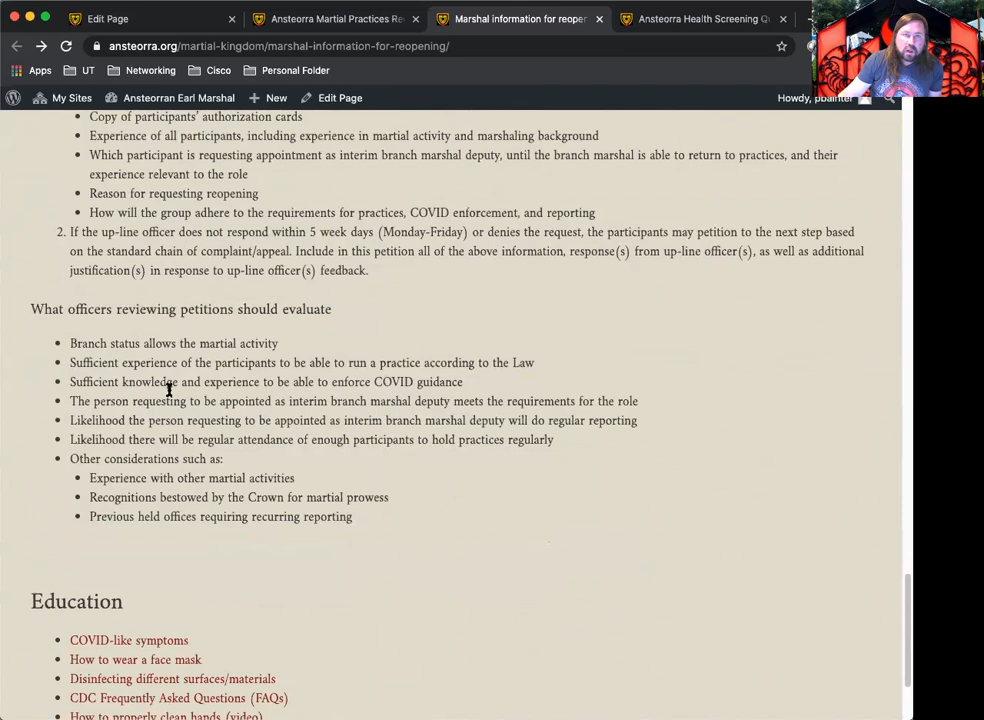 Edit Page
Ansteorra Martial Practices Re
Marshal information for reoper
Ansteorra Health Screening Qu
ansteorra.org/martial-kingdom/marshal-information-for-reopening/
Apps UT Networking Cisco Personal Folder
My Sites Ansteorran Earl Marshal New Edit Page Howdy, pbainter
• Copy of participants' authorization cards
• Experience of all participants, including experience in martial activity and marshaling background
• Which participant is requesting appointment as interim branch marshal deputy, until the branch marshal is able to return to practices, and their
experience relevant to the role
• Reason for requesting reopening
• How will the group adhere to the requirements for practices, COVID enforcement, and reporting
2. If the up-line officer does not respond within 5 week days (Monday-Friday) or denies the request, the participants may petition to the next step based
on the standard chain of complaint/appeal. Include in this petition all of the above information, response(s) from up-line officer(s), as well as additional
justification(s) in response to up-line officer(s) feedback.
What officers reviewing petitions should evaluate
• Branch status allows the martial activity
• Sufficient experience of the participants to be able to run a practice according to the Law
• Sufficient knowledge and experience to be able to enforce COVID guidance
• The person requesting to be appointed as interim branch marshal deputy meets the requirements for the role
• Likelihood the person requesting to be appointed as interim branch marshal deputy will do regular reporting
• Likelihood there will be regular attendance of enough participants to hold practices regularly
• Other considerations such as:
• Experience with other martial activities
• Recognitions bestowed by the Crown for martial prowess
• Previous held offices requiring recurring reporting
Education
• COVID-like symptoms
• How to wear a face mask
• Disinfecting different surfaces/materials
• CDC Frequently Asked Questions (FAQs)
• How to properly clean hands (video)